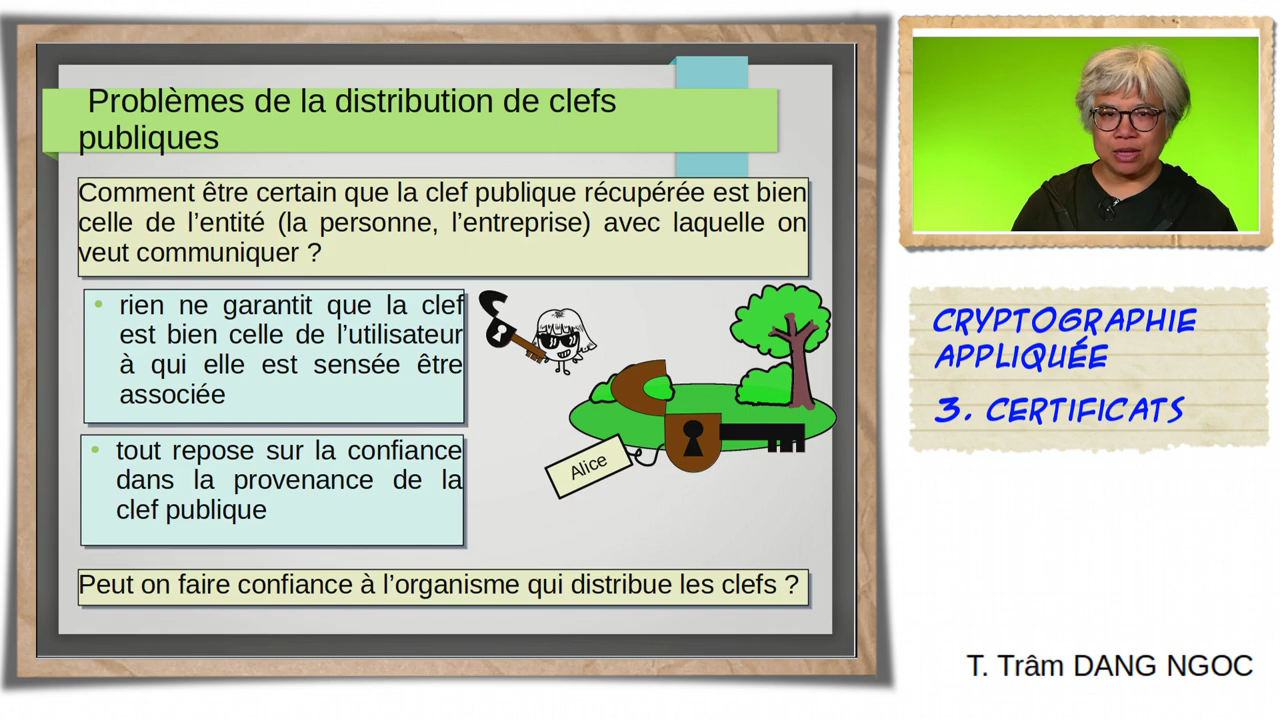 Problèmes de la distribution de clefs
publiques
Comment être certain que la clef publique récupérée est bien
celle de l’entité (la personne, l’entreprise) avec laquelle on
veut communiquer ?
• rien ne garantit que la clef
est bien celle de l’utilisateur
à qui elle est sensée être
associée
• tout repose sur la confiance
dans la provenance de la
clef publique
Alice
Peut on faire confiance à l’organisme qui distribue les clefs ?
CRYPTOGRAPHIE
APPLIQUÉE
3. CERTIFICATS
T. Trâm DANG NGOC